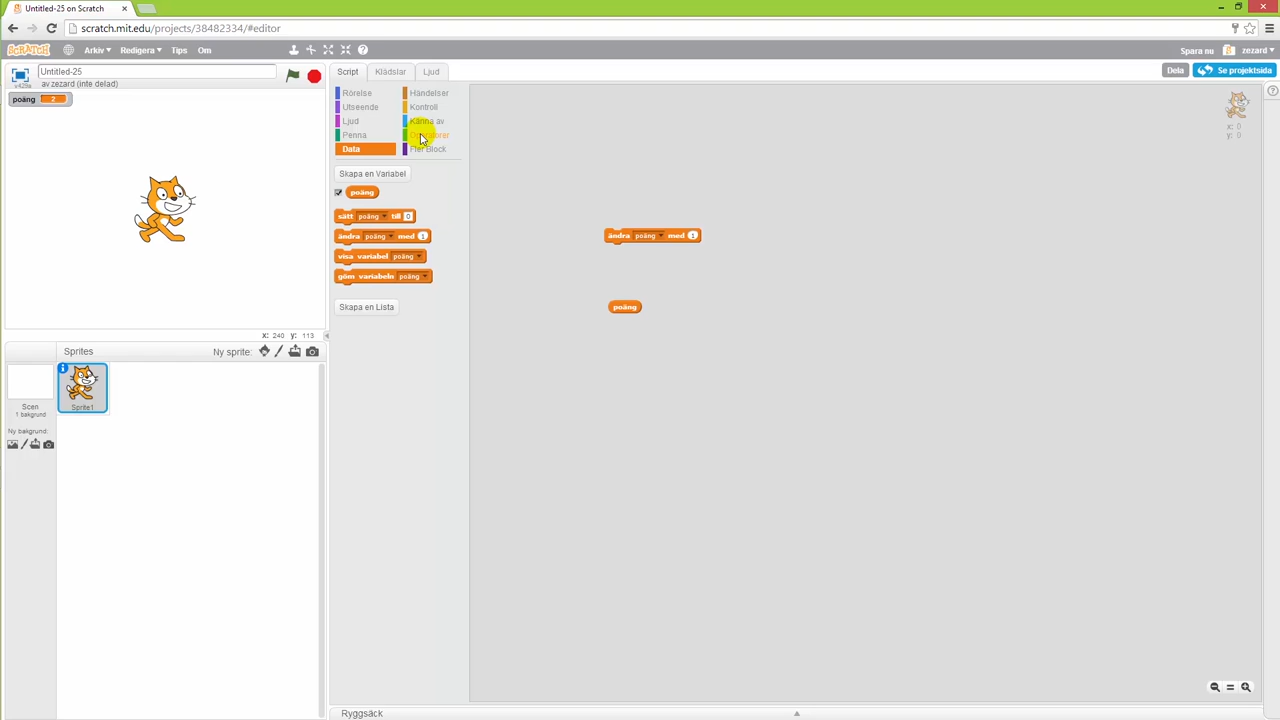 Untitled-25 on Scratch
scratch.mit.edu/projects/38482334/#editor
SCRATCH Arkiv Redigera Tips Om Spara nu zezard
Dela Se projektsida
Untitled-25
av zezard (inte delad)
v429a
poäng 2
Script Klädslar Ljud
Rörelse Händelser
Utseende Kontroll
Ljud Känna av
Penna Operatorer
Data Fler Block
Skapa en Variabel
poäng
sätt poäng till 0
ändra poäng med 1
visa variabel poäng
göm variabeln poäng
Skapa en Lista
ändra poäng med 1
poäng
x: 0
y: 0
x: 240 y: 113
Sprites Ny sprite:
Scen
1 bakgrund
Ny bakgrund:
Sprite1
Ryggsäck